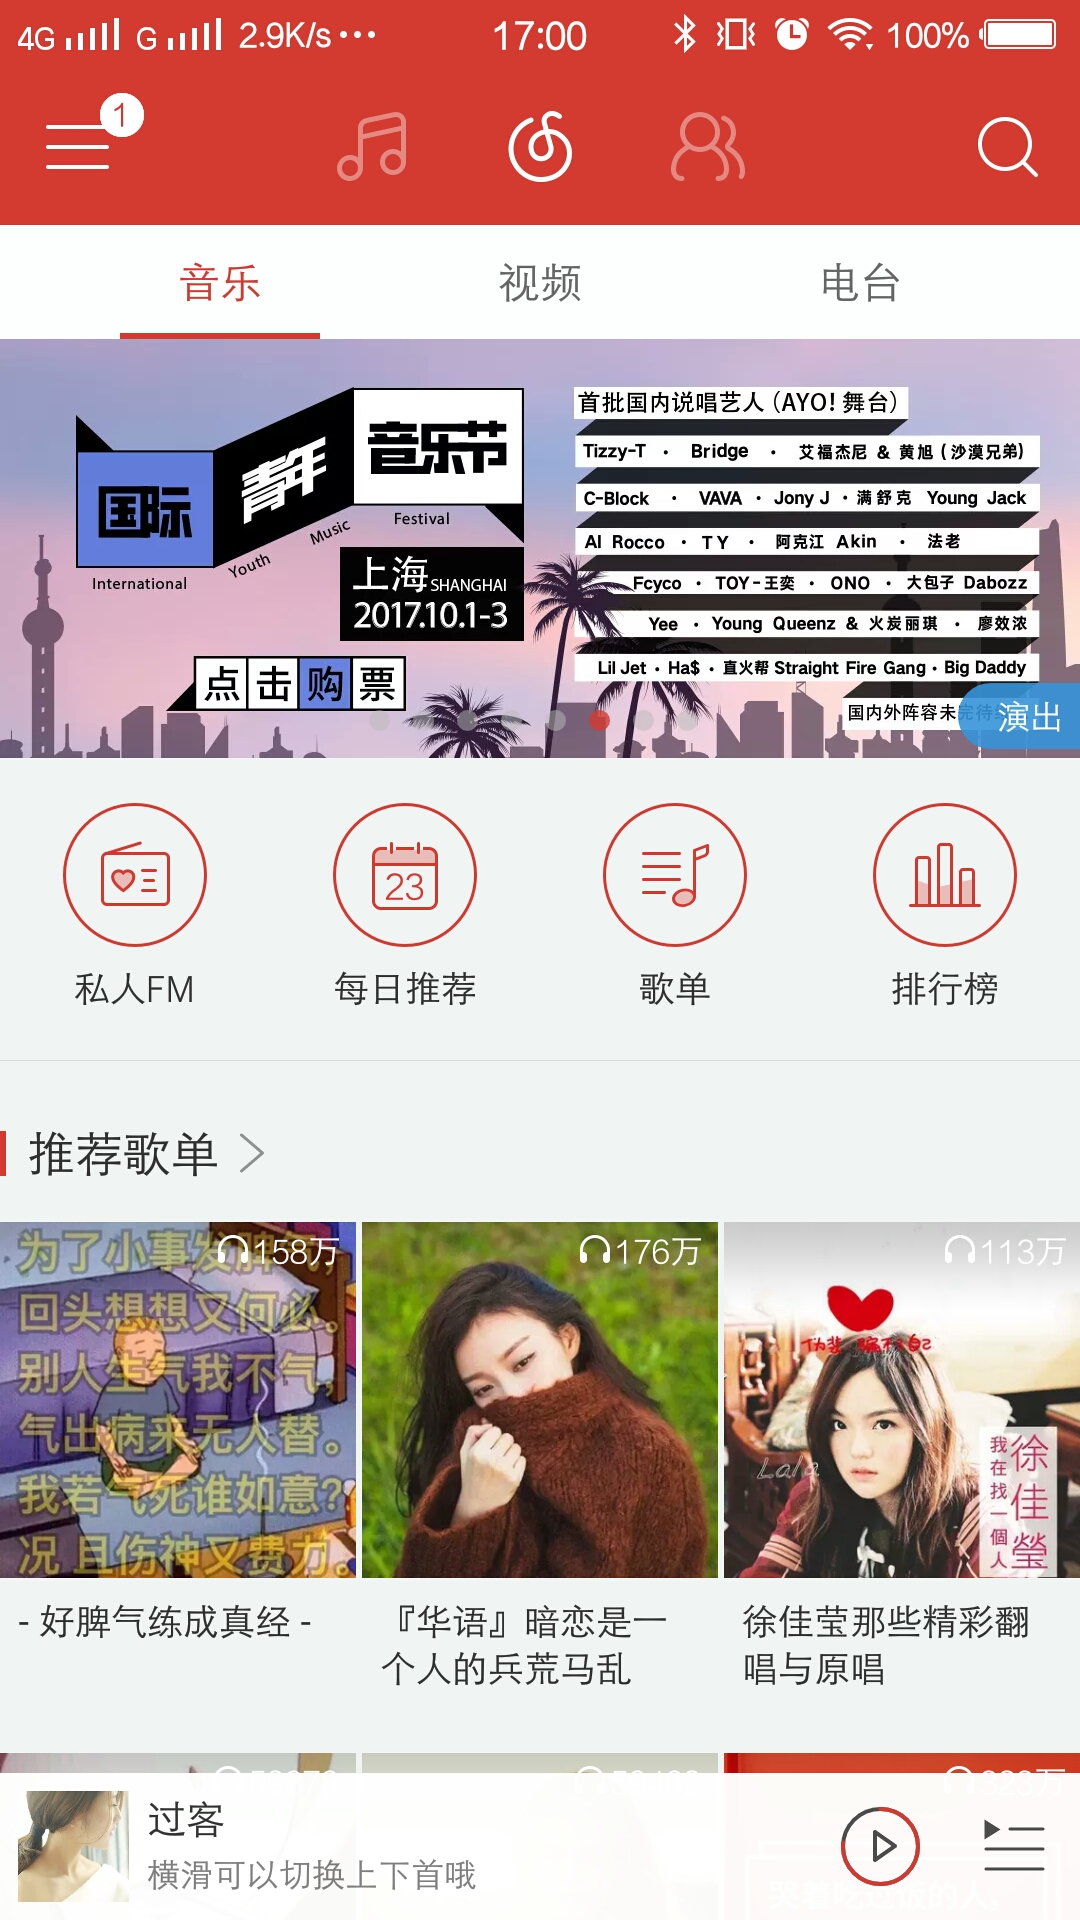 4G G 2.9K/s 17:00 100%
1
音乐 视频 电台
国际 青年 音乐节
International Youth Music Festival
上海 SHANGHAI
2017.10.1-3
点击购票
首批国内说唱艺人（AYO! 舞台）
Tizzy-T · Bridge · 艾福杰尼 & 黄旭（沙漠兄弟）
C-Block · VAVA · Jony J · 满舒克 Young Jack
Al Rocco · T Y · 阿克江 Akin · 法老
Fcyco · TOY-王奕 · ONO · 大包子 Dabozz
Yee · Young Queenz & 火炭丽琪 · 廖效浓
Lil Jet · Ha$ · 直火帮 Straight Fire Gang · Big Daddy
国内外阵容未完待
演出
23
私人FM 每日推荐 歌单 排行榜
推荐歌单
158万 176万 113万
为了小事发
回头想想又何必。
别人生气我不气，
气出病来无人替。
我若气死谁如意?
况且伤神又费力。
Lala
我在找一個人
徐佳瑩
- 好脾气练成真经 -
『华语』暗恋是一
个人的兵荒马乱
徐佳莹那些精彩翻
唱与原唱
323万
过客
横滑可以切换上下首哦